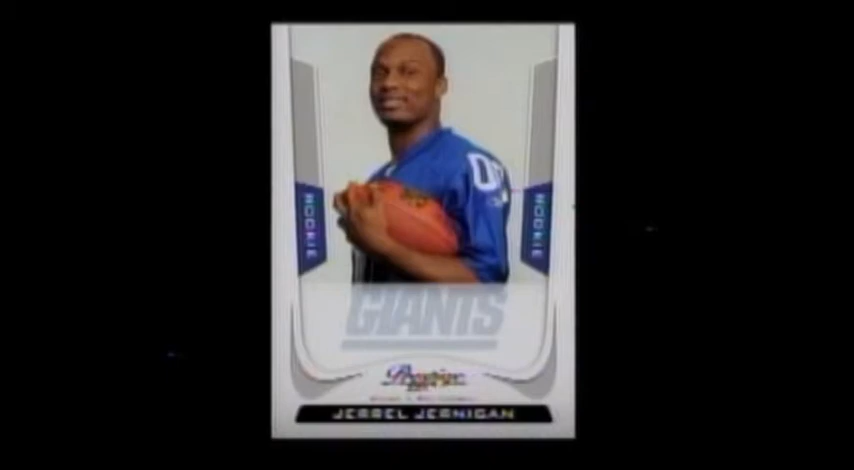 ROOKIE
ROOKIE
GIANTS
Prestige
JERREL JERNIGAN